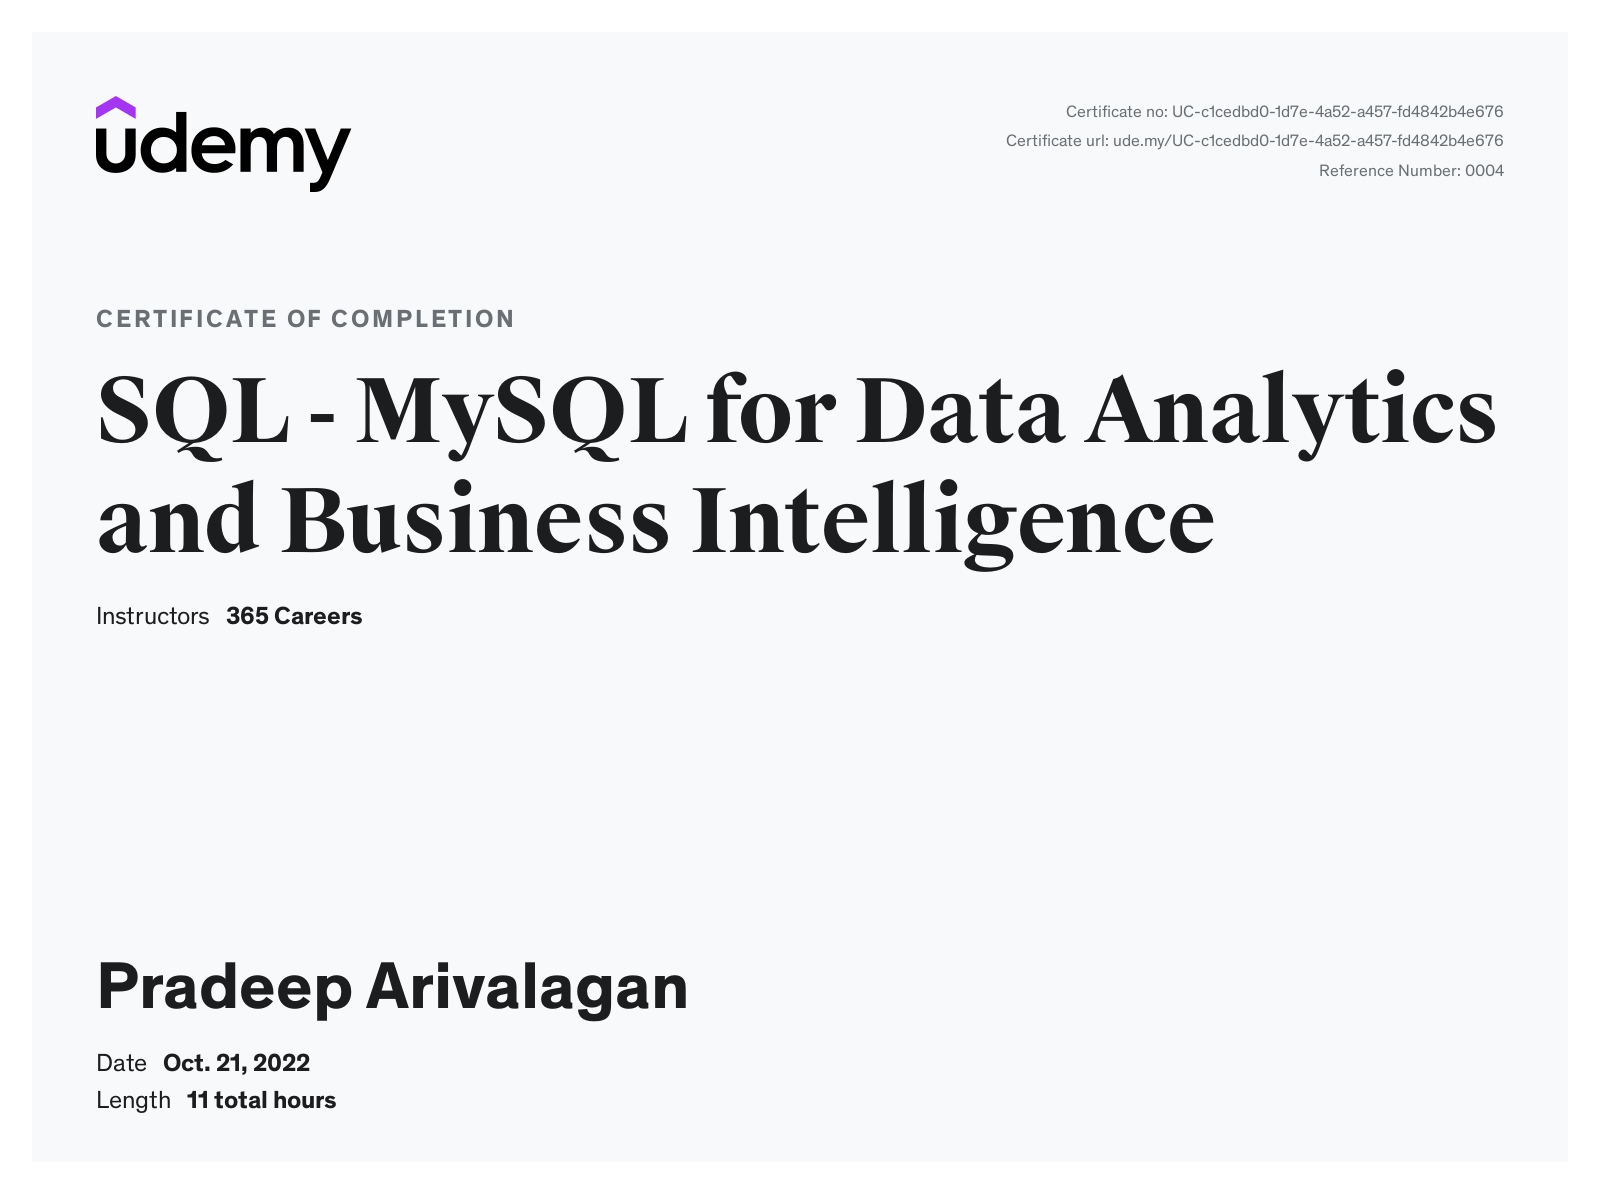 udemy
Certificate no: UC-c1cedbd0-1d7e-4a52-a457-fd4842b4e676
Certificate url: ude.my/UC-c1cedbd0-1d7e-4a52-a457-fd4842b4e676
Reference Number: 0004
CERTIFICATE OF COMPLETION
SQL - MySQL for Data Analytics
and Business Intelligence
Instructors 365 Careers
Pradeep Arivalagan
Date Oct. 21, 2022
Length 11 total hours